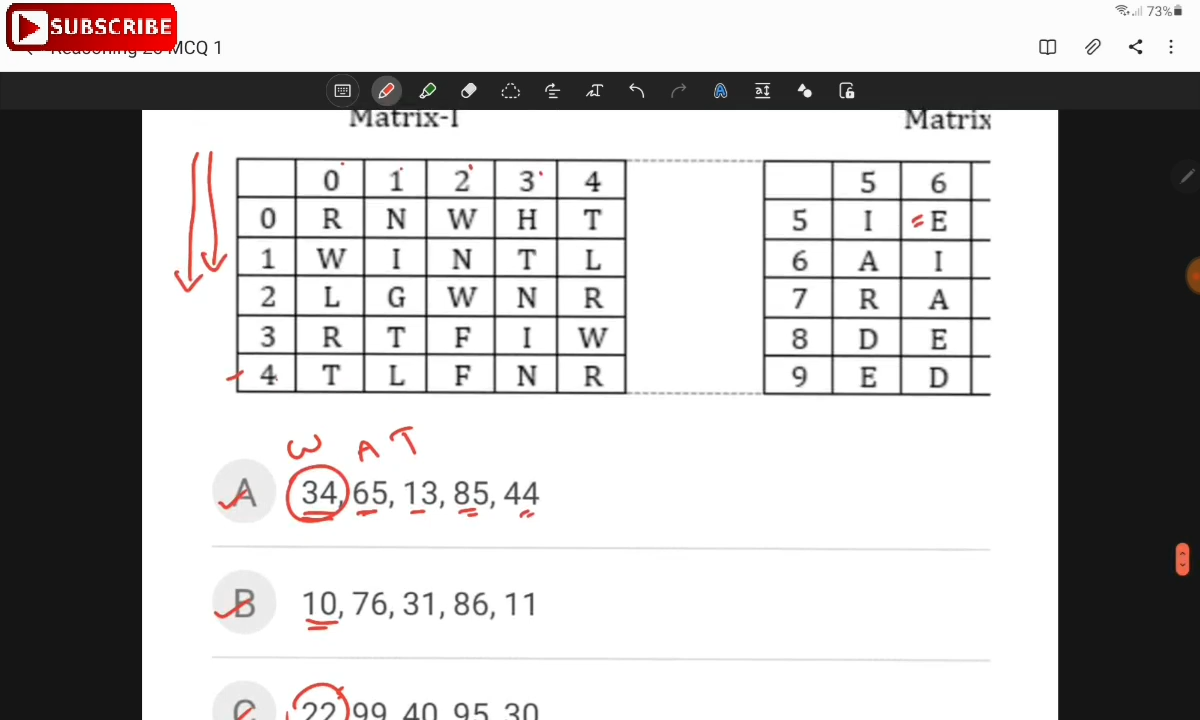 73%
SUBSCRIBE
Reasoning 25 MCQ 1
Matrix-I Matrix
0 1 2 3 4 5 6
0 R N W H T 5 I = E
1 W I N T L 6 A I
2 L G W N R 7 R A
3 R T F I W 8 D E
4 T L F N R 9 E D
W A T
A 34, 65, 13, 85, 44
B 10, 76, 31, 86, 11
C 22, 99, 40, 95, 30